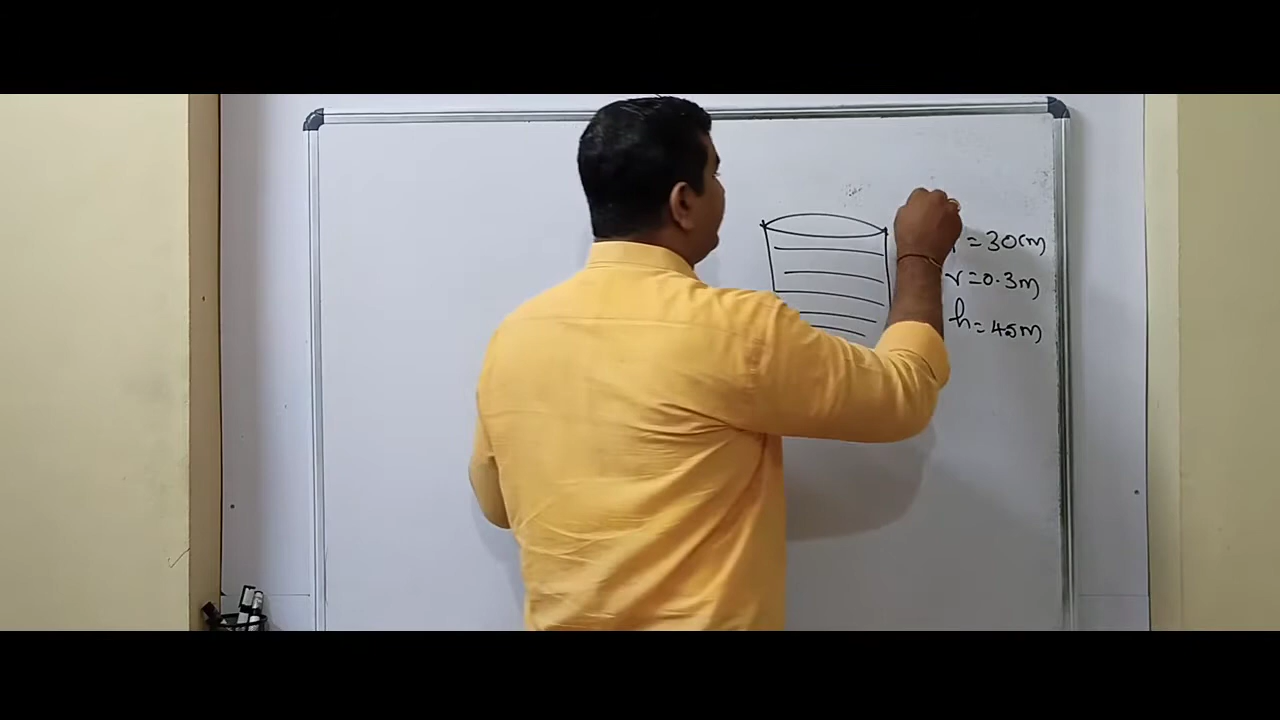 r = 30cm
r = 0.3m
h = 45m